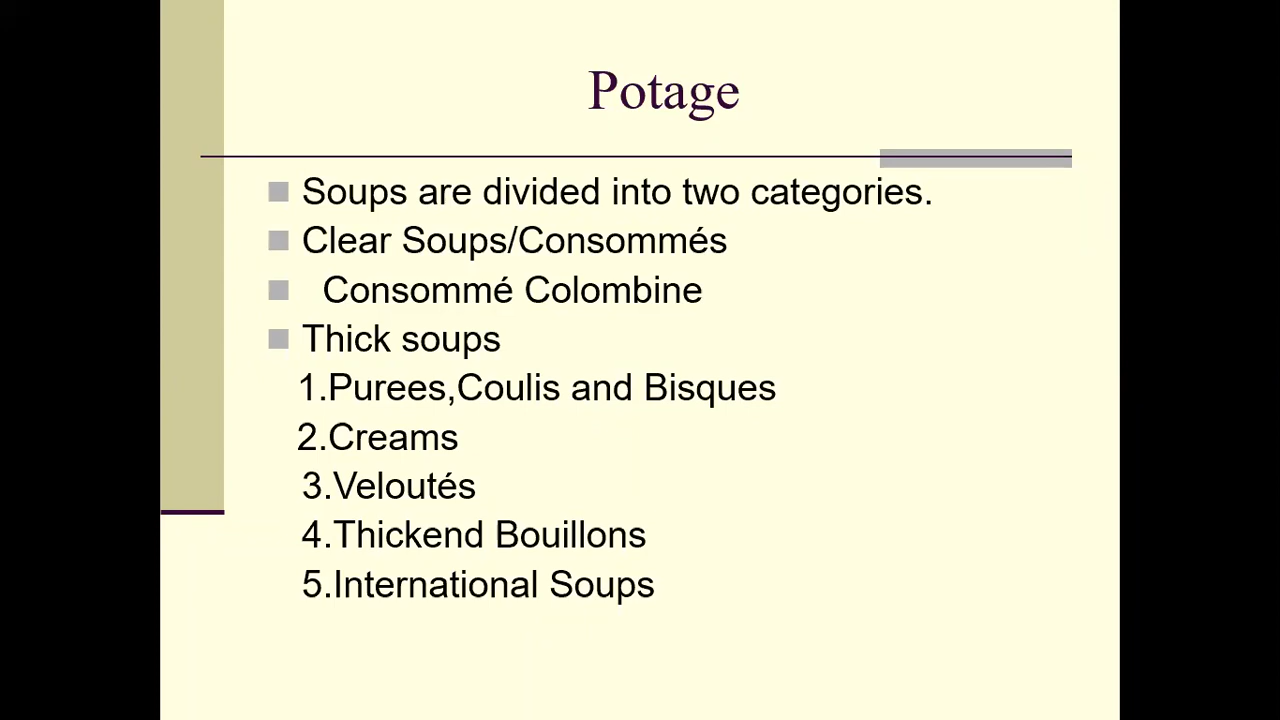 Potage
Soups are divided into two categories.
Clear Soups/Consommés
Consommé Colombine
Thick soups
1.Purees,Coulis and Bisques
2.Creams
3.Veloutés
4.Thickend Bouillons
5.International Soups